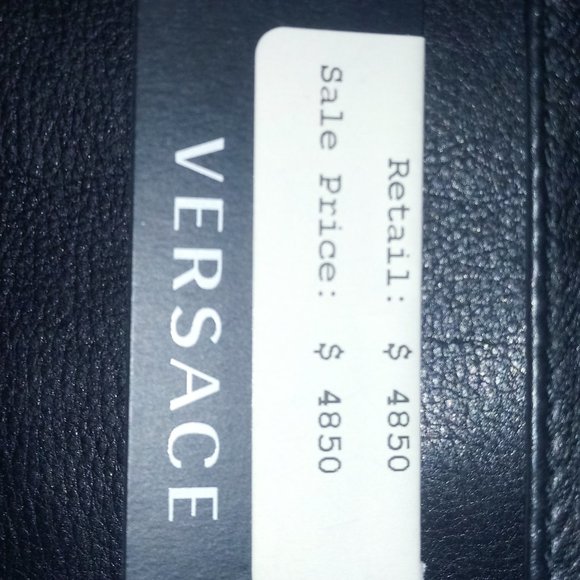 Retail: $ 4850
Sale Price: $ 4850
VERSACE